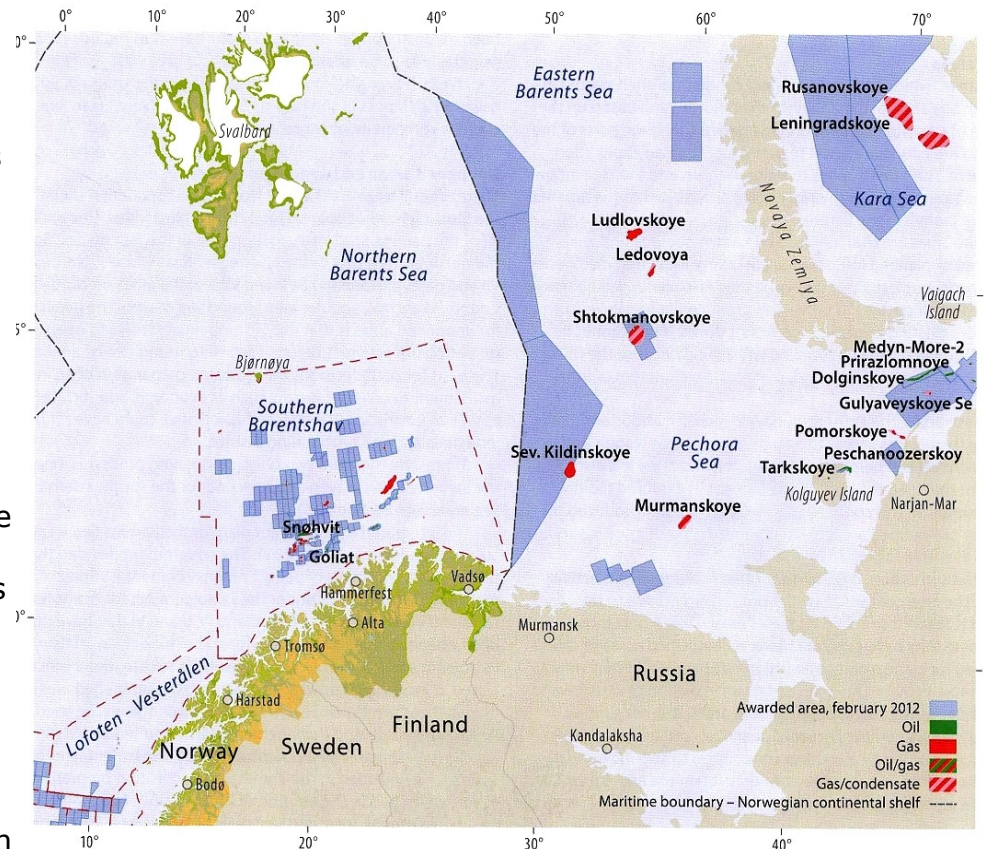 0°
10°
20°
30°
40°
50°
60°
70°
0°
Eastern
Barents Sea
Rusanovskoye
Leningradskoye
Svalbard
Kara Sea
Novaya Zemlya
Ludlovskoye
Ledovoya
Northern
Barents Sea
Vaigach
Island
Shtokmanovskoye
5°
Medyn-More-2
Prirazlomnoye
Dolginskoye
Bjørnøya
Gulyaveyskoye Se
Southern
Barentshav
Pomorskoye
Pechora
Sea
Sev. Kildinskoye
Peschanoozerskoy
Tarkskoye
Kolguyev Island
Narjan-Mar
Murmanskoye
Snøhvit
Goliat
e
Hammerfest
Vadsø
s
0°
Alta
Murmansk
Tromsø
Russia
Lofoten - Vesterålen
Harstad
Awarded area, february 2012
Oil
Finland
Kandalaksha
Gas
Norway
Sweden
Oil/gas
Bodø
Gas/condensate
Maritime boundary – Norwegian continental shelf
10°
20°
30°
40°
n